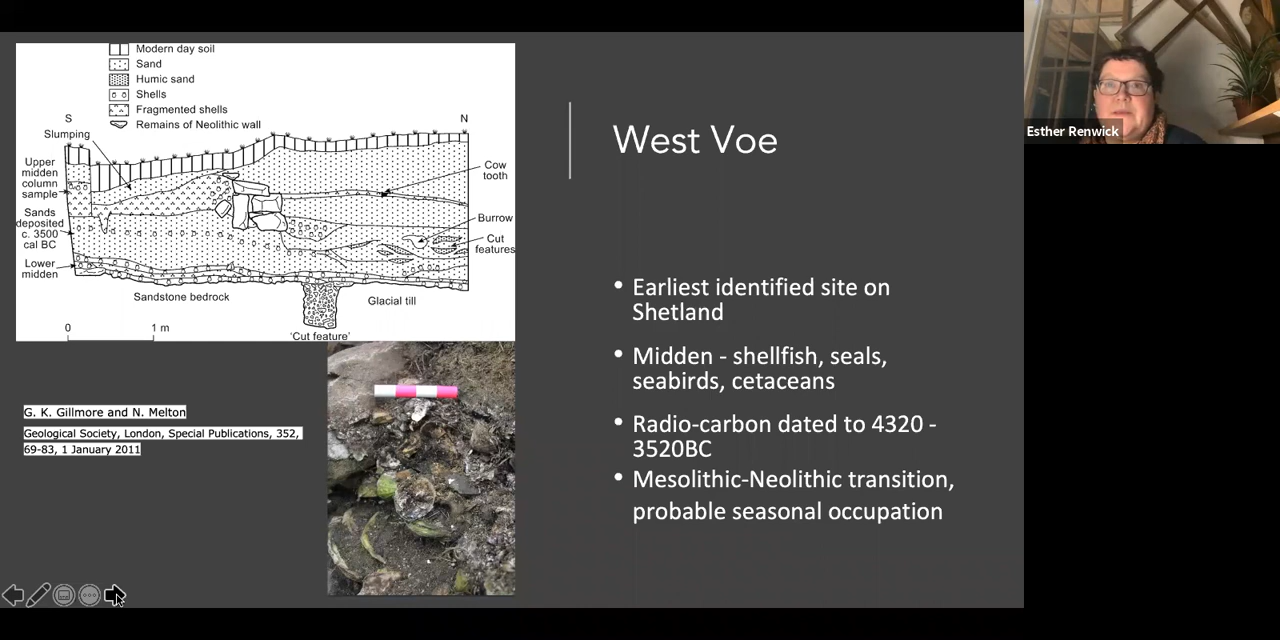 Modern day soil
Sand
Humic sand
Shells
Fragmented shells
Remains of Neolithic wall
S
N
Slumping
Upper
midden
column
sample
Sands
deposited
c. 3500
cal BC
Lower
midden
Cow
tooth
Burrow
Cut
features
Sandstone bedrock
Glacial till
'Cut feature'
0
1 m
G. K. Gillmore and N. Melton
Geological Society, London, Special Publications, 352,
69-83, 1 January 2011
West Voe
• Earliest identified site on
Shetland
• Midden - shellfish, seals,
seabirds, cetaceans
• Radio-carbon dated to 4320 -
3520BC
• Mesolithic-Neolithic transition,
probable seasonal occupation
Esther Renwick